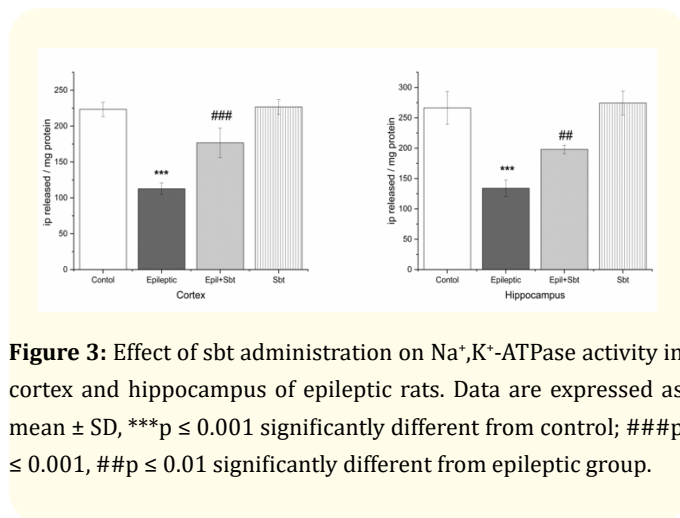 250
200
150
100
50
0
ip released / mg protein
***
###
Contol
Epileptic
Epil+Sbt
Sbt
Cortex
300
250
200
150
100
50
0
ip released / mg protein
***
##
Contol
Epileptic
Epil+Sbt
Sbt
Hippocampus
Figure 3: Effect of sbt administration on Na⁺,K⁺-ATPase activity in
cortex and hippocampus of epileptic rats. Data are expressed as
mean ± SD, ***p ≤ 0.001 significantly different from control; ###p
≤ 0.001, ##p ≤ 0.01 significantly different from epileptic group.